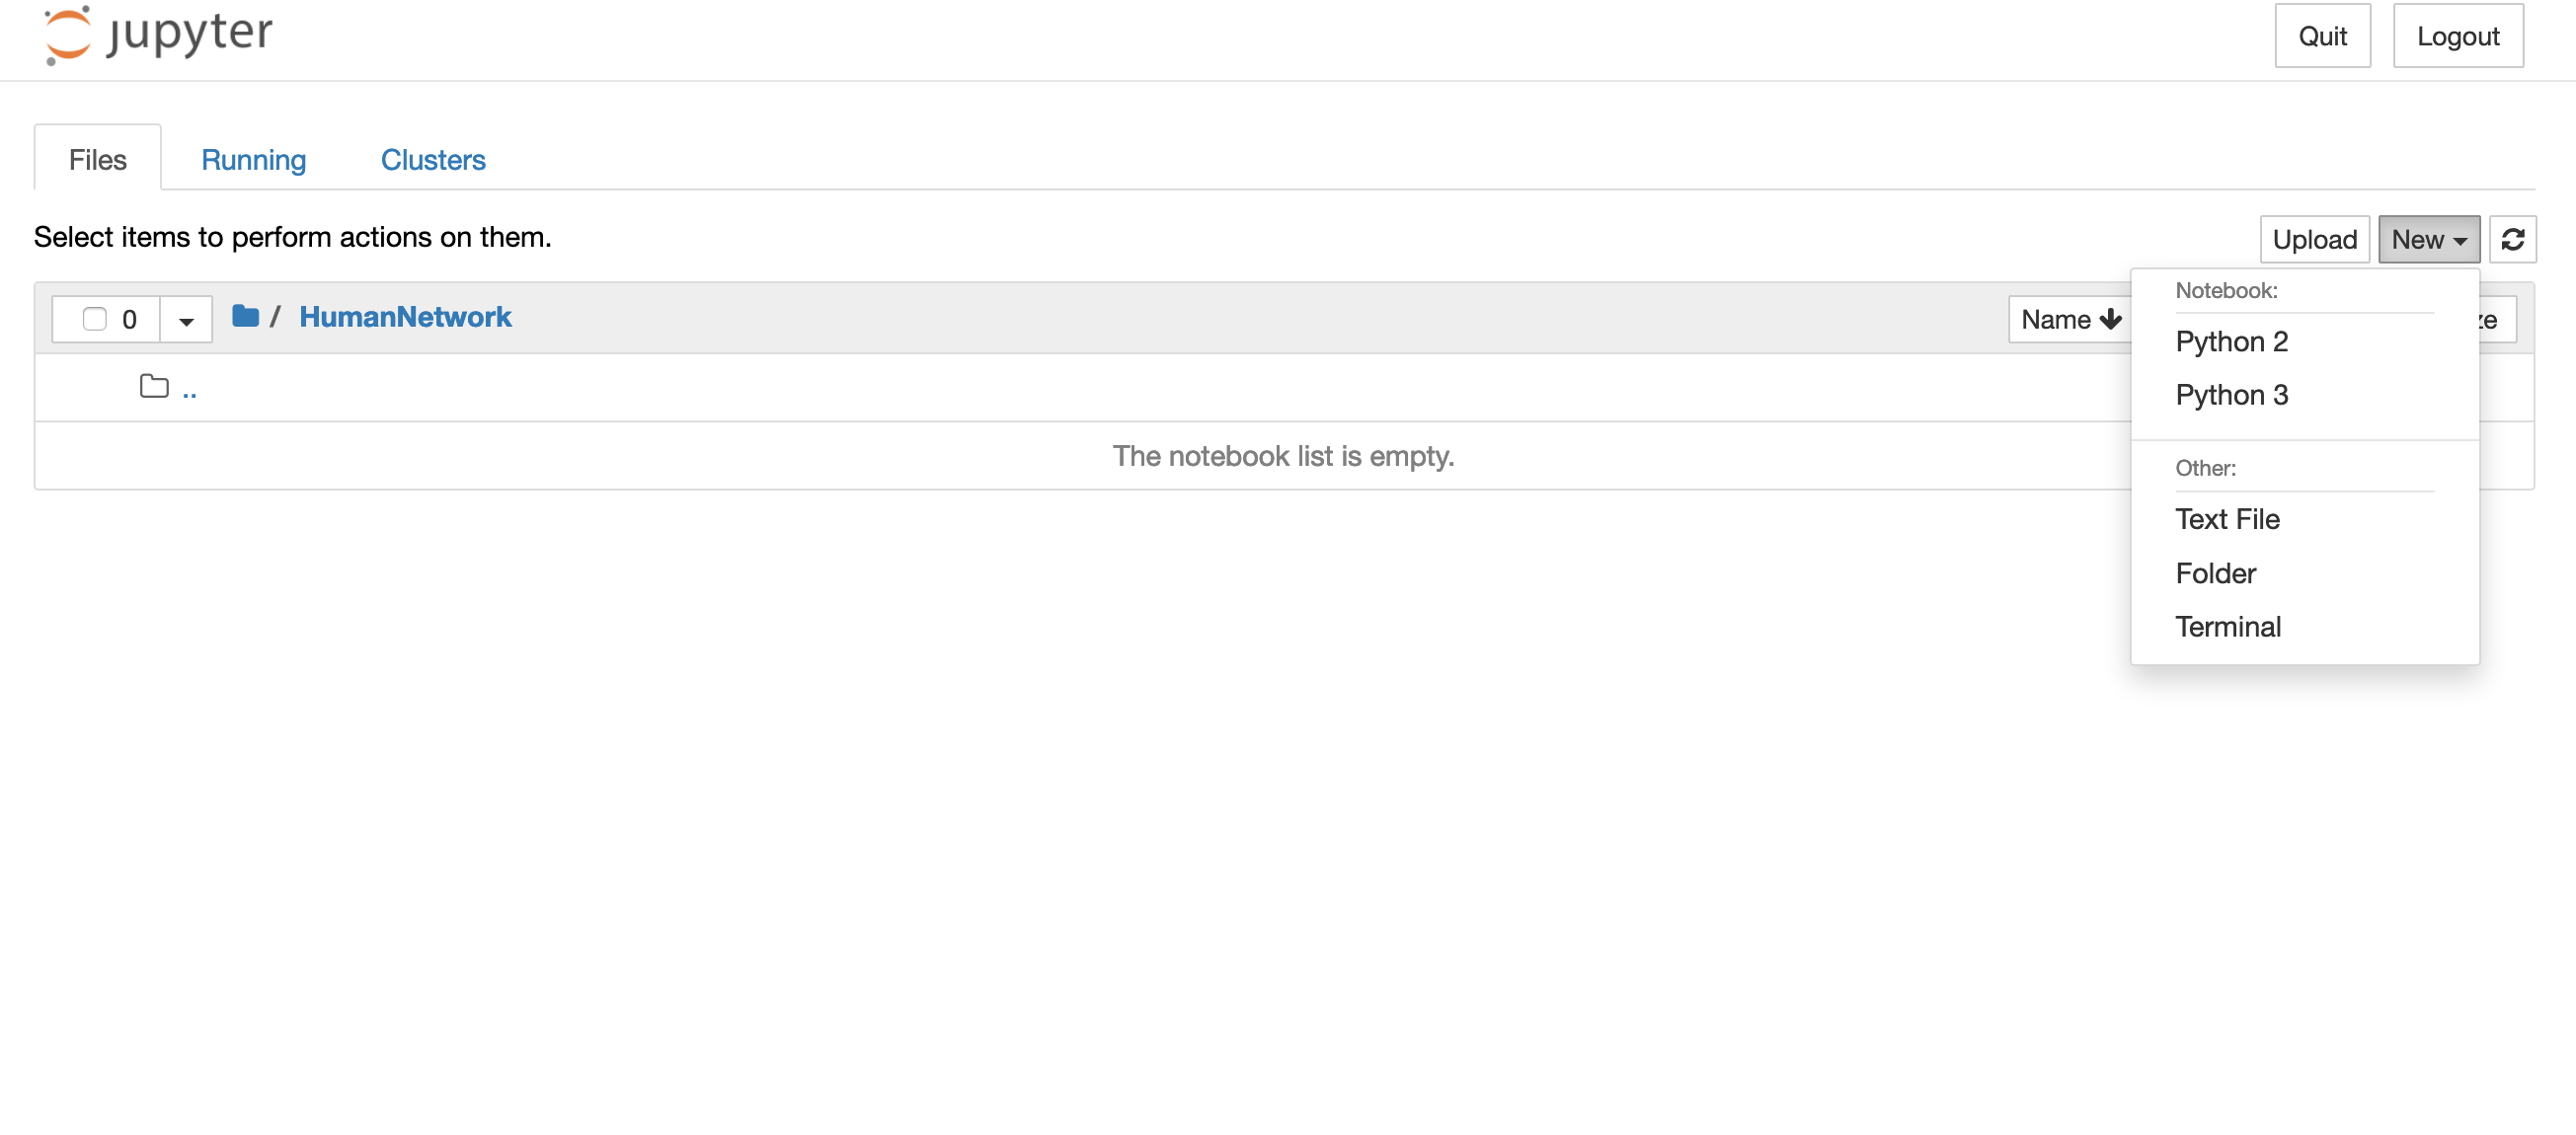 jupyter
Quit Logout
Files Running Clusters
Select items to perform actions on them.
Upload New
0 / HumanNetwork
Name
Notebook:
Python 2
Python 3
..
The notebook list is empty.
Other:
Text File
Folder
Terminal